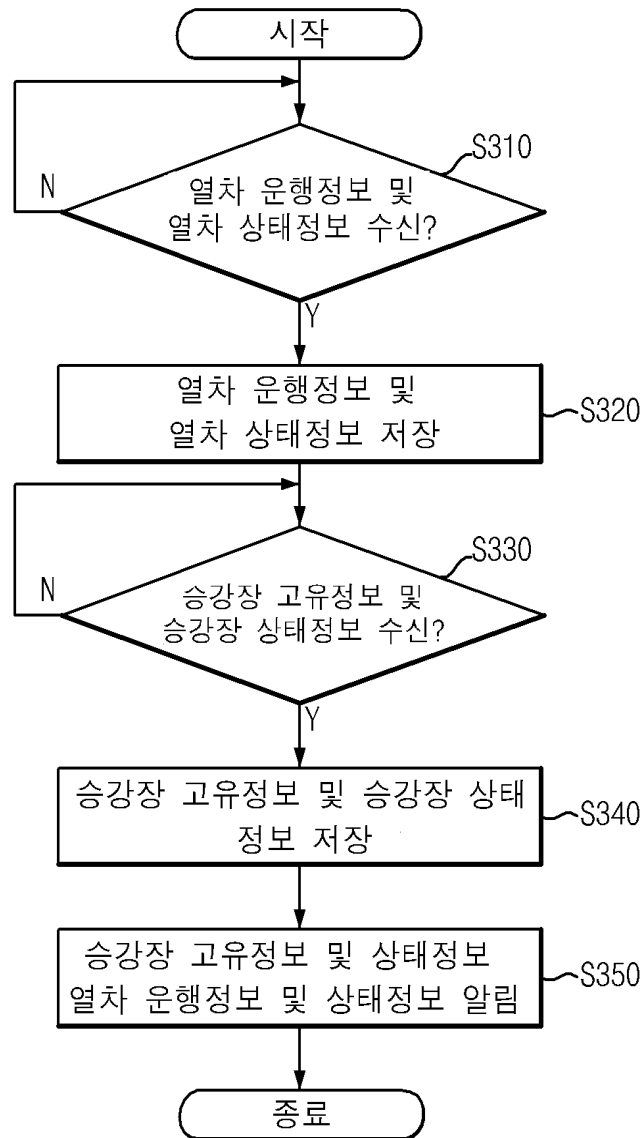 시작
S310
N
열차 운행정보 및
열차 상태정보 수신?
Y
열차 운행정보 및
열차 상태정보 저장
S320
S330
N
승강장 고유정보 및
승강장 상태정보 수신?
Y
승강장 고유정보 및 승강장 상태
정보 저장
S340
승강장 고유정보 및 상태정보
열차 운행정보 및 상태정보 알림
S350
종료